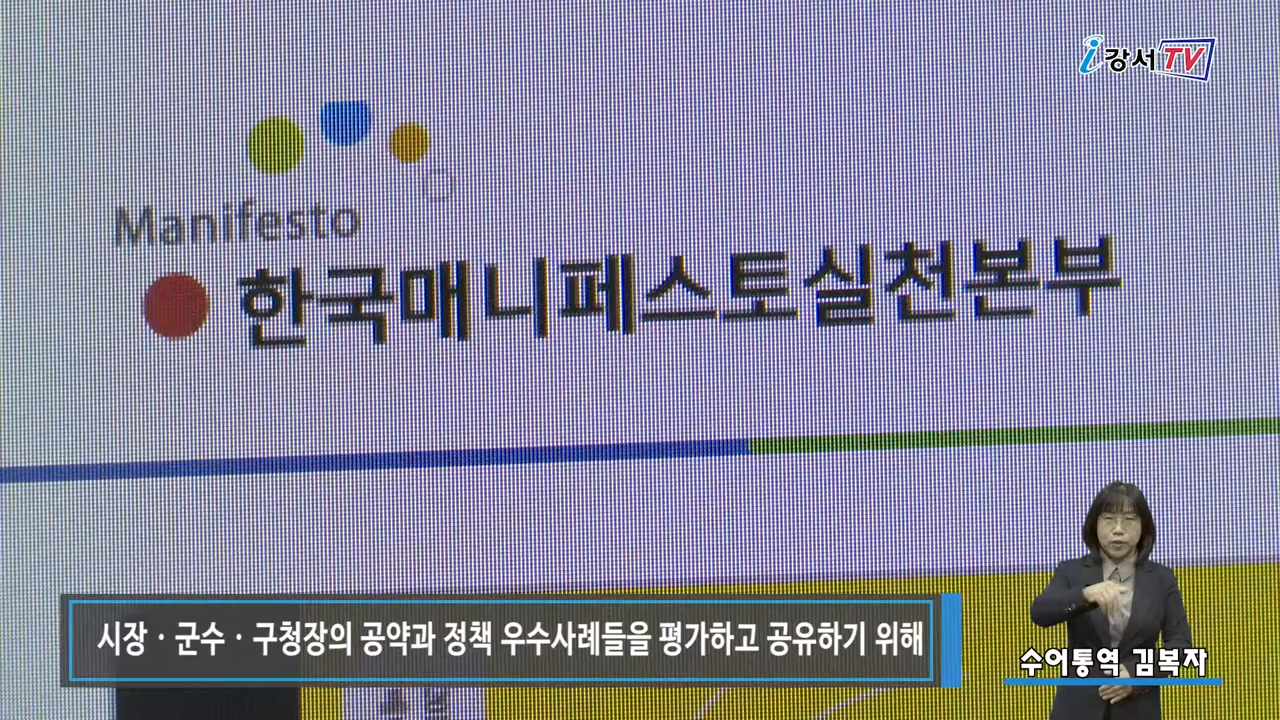 i강서TV
Manifesto
한국매니페스토실천본부
시장 · 군수 · 구청장의 공약과 정책 우수사례들을 평가하고 공유하기 위해
수어통역 김복자